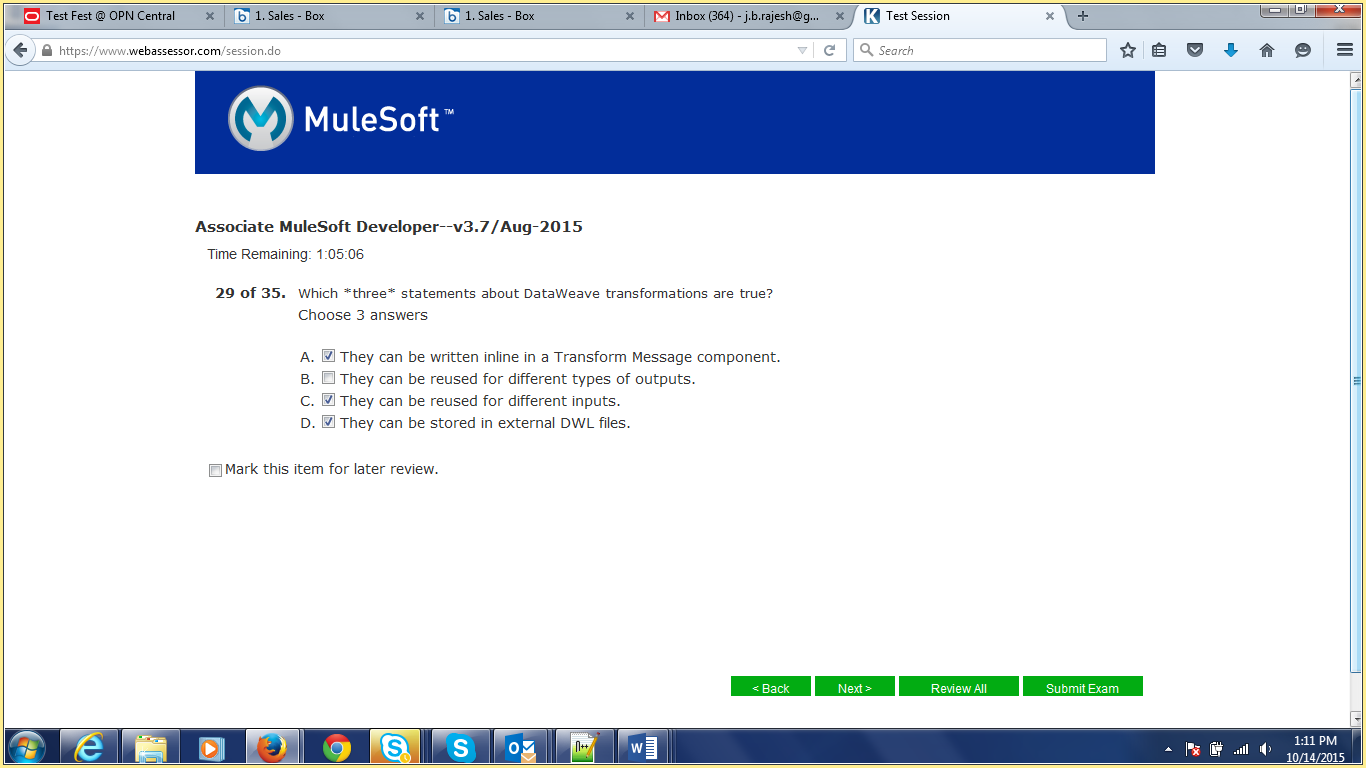 Test Fest @ OPN Central
1. Sales - Box
1. Sales - Box
Inbox (364) - j.b.rajesh@g...
Test Session
https://www.webassessor.com/session.do
Search
MuleSoft™
Associate MuleSoft Developer--v3.7/Aug-2015
Time Remaining: 1:05:06
29 of 35. Which *three* statements about DataWeave transformations are true?
Choose 3 answers
A. They can be written inline in a Transform Message component.
B. They can be reused for different types of outputs.
C. They can be reused for different inputs.
D. They can be stored in external DWL files.
Mark this item for later review.
< Back Next > Review All Submit Exam
1:11 PM
10/14/2015